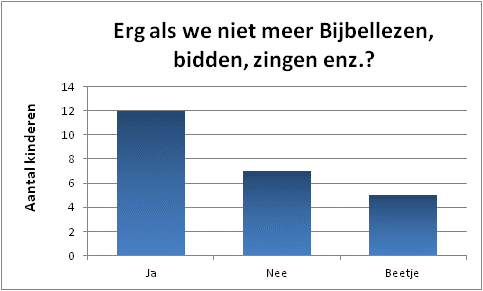 Erg als we niet meer Bijbellezen,
bidden, zingen enz.?
Aantal kinderen
14
12
10
8
6
4
2
0
Ja Nee Beetje